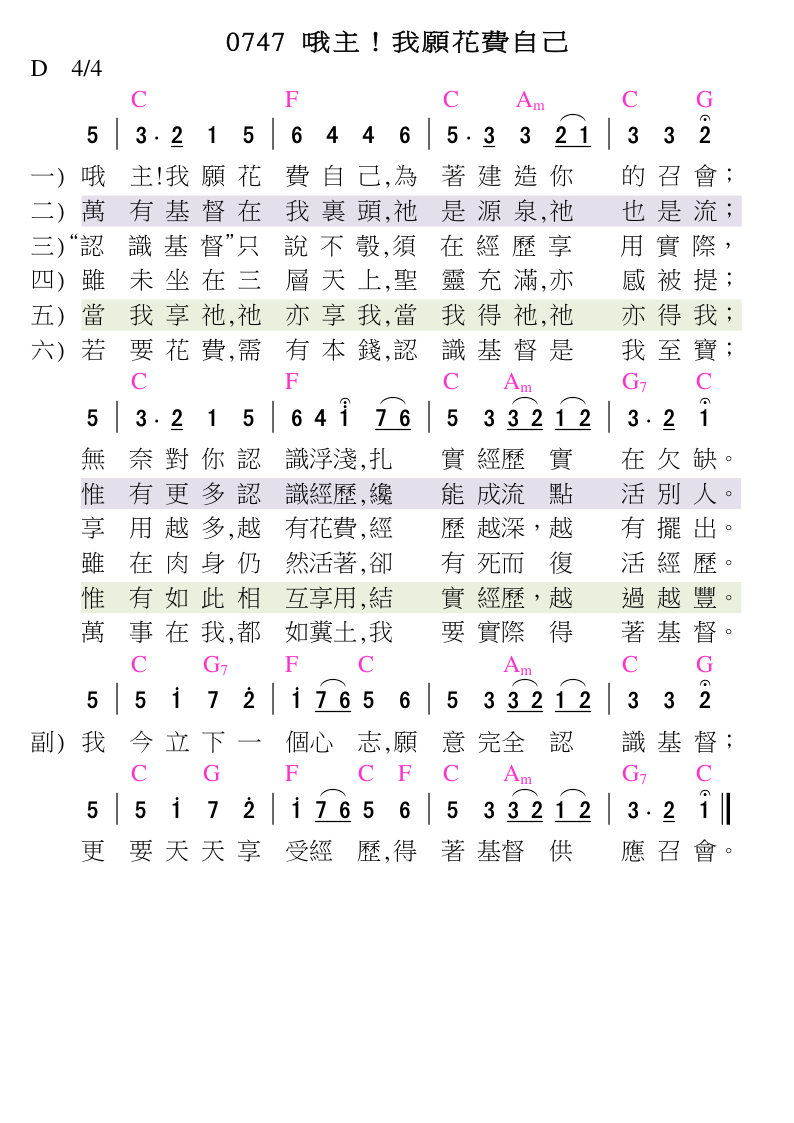 0747 哦主！我願花費自己
D 4/4
C F C Am C G
5 | 3 · 2 1 5 | 6 4 4 6 | 5 · 3 3 2 1 | 3 3 2
一) 哦 主!我 願 花 費 自 己,為 著 建 造 你 的 召 會；
二) 萬 有 基 督 在 我 裏 頭,祂 是 源 泉,祂 也 是 流；
三)“認 識 基 督”只 說 不 彀,須 在 經 歷 享 用 實 際，
四) 雖 未 坐 在 三 層 天 上,聖 靈 充 滿,亦 感 被 提；
五) 當 我 享 祂,祂 亦 享 我,當 我 得 祂,祂 亦 得 我；
六) 若 要 花 費,需 有 本 錢,認 識 基 督 是 我 至 寶；
C F C Am G7 C
5 | 3 · 2 1 5 | 6 4 i 7 6 | 5 3 3 2 1 2 | 3 · 2 1
無 奈 對 你 認 識浮淺,扎 實 經歷 實 在 欠 缺。
惟 有 更 多 認 識經歷,纔 能 成流 點 活 別 人。
享 用 越 多,越 有花費,經 歷 越深，越 有 擺 出。
雖 在 肉 身 仍 然活著,卻 有 死而 復 活 經 歷。
惟 有 如 此 相 互享用,結 實 經歷，越 過 越 豐。
萬 事 在 我,都 如糞土,我 要 實際 得 著 基 督。
C G7 F C Am C G
5 | 5 i 7 2̇ | i 7 6 5 6 | 5 3 3 2 1 2 | 3 3 2
副) 我 今 立 下 一 個心 志,願 意 完全 認 識 基 督；
C G F C F C Am G7 C
5 | 5 i 7 2̇ | i 7 6 5 6 | 5 3 3 2 1 2 | 3 · 2 1 ‖
更 要 天 天 享 受經 歷,得 著 基督 供 應 召 會。